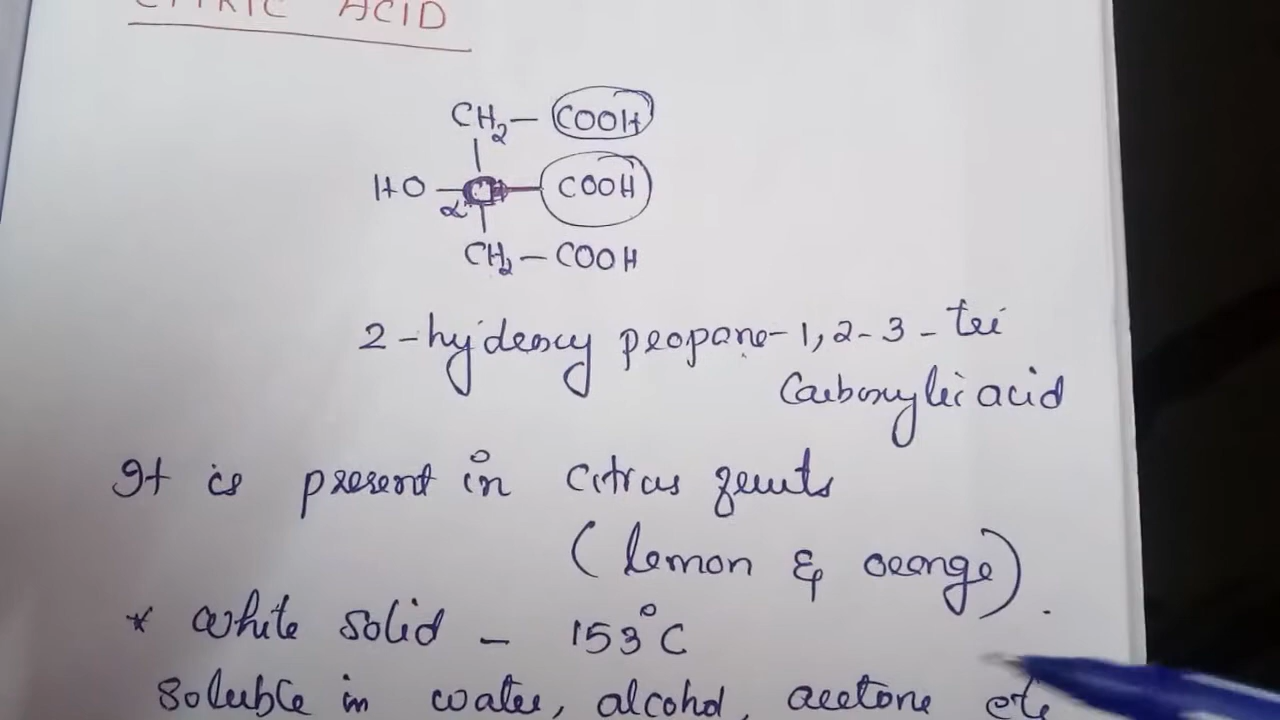 CITRIC ACID
CH2 - COOH
HO - C - COOH
α
CH2 - COOH
2-hydroxy propane-1,2-3-tri
Carboxylic acid
It is present in citrus fruits
(lemon & orange).
* White solid - 153°C
Soluble in water, alcohol, acetone etc